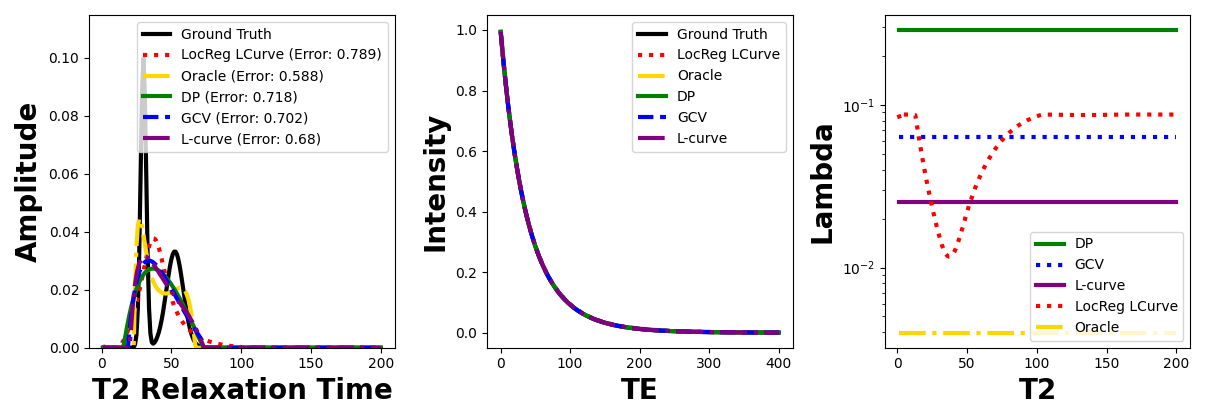 Amplitude
0.10
0.08
0.06
0.04
0.02
0.00
Ground Truth
LocReg LCurve (Error: 0.789)
Oracle (Error: 0.588)
DP (Error: 0.718)
GCV (Error: 0.702)
L-curve (Error: 0.68)
0 50 100 150 200
T2 Relaxation Time
Intensity
1.0
0.8
0.6
0.4
0.2
0.0
Ground Truth
LocReg LCurve
Oracle
DP
GCV
L-curve
0 100 200 300 400
TE
Lambda
10⁻¹
10⁻²
DP
GCV
L-curve
LocReg LCurve
Oracle
0 50 100 150 200
T2